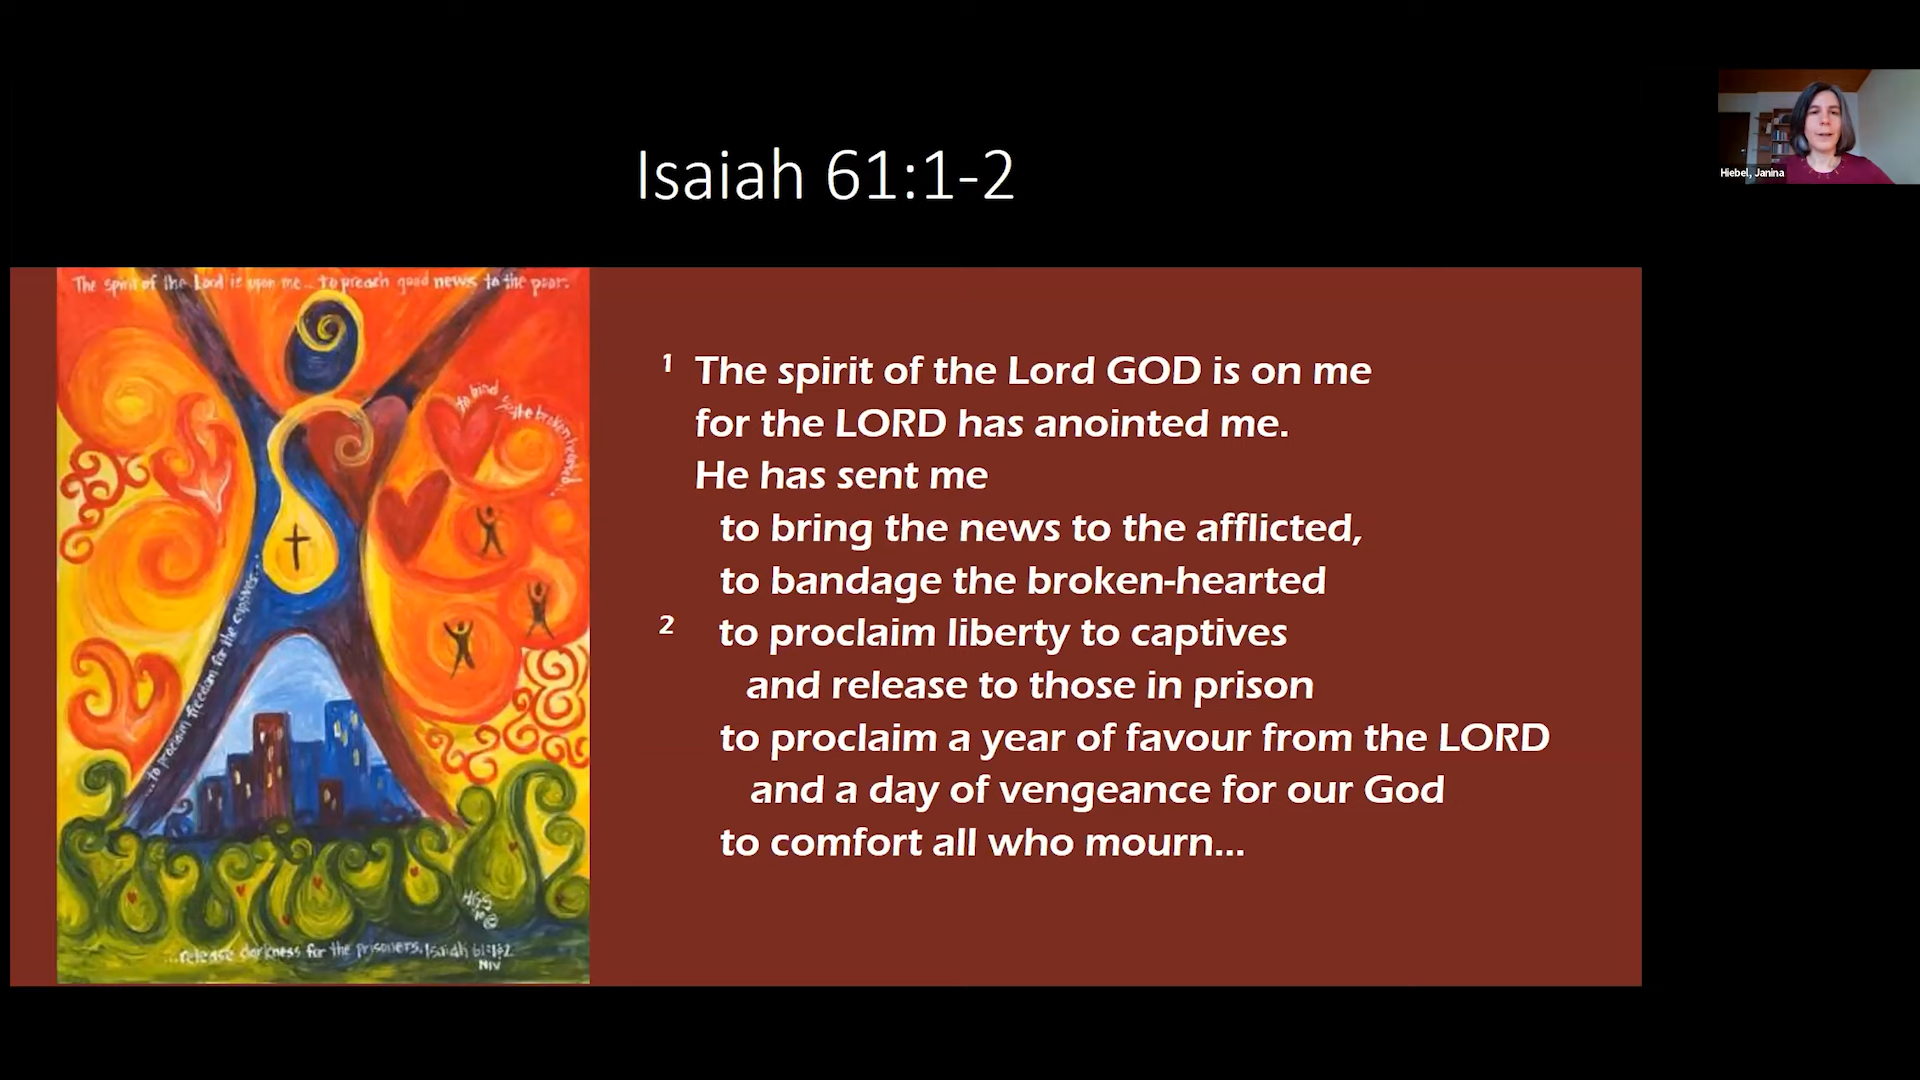 Isaiah 61:1-2
Hiebel, Janina
The spirit of the Lord is upon me... to preach good news to the poor.
to bind up the brokenhearted...
...to proclaim freedom for the captives...
...release darkness for the prisoners. Isaiah 61:1-2
NIV
HGS
1 The spirit of the Lord GOD is on me
for the LORD has anointed me.
He has sent me
to bring the news to the afflicted,
to bandage the broken-hearted
2 to proclaim liberty to captives
and release to those in prison
to proclaim a year of favour from the LORD
and a day of vengeance for our God
to comfort all who mourn...